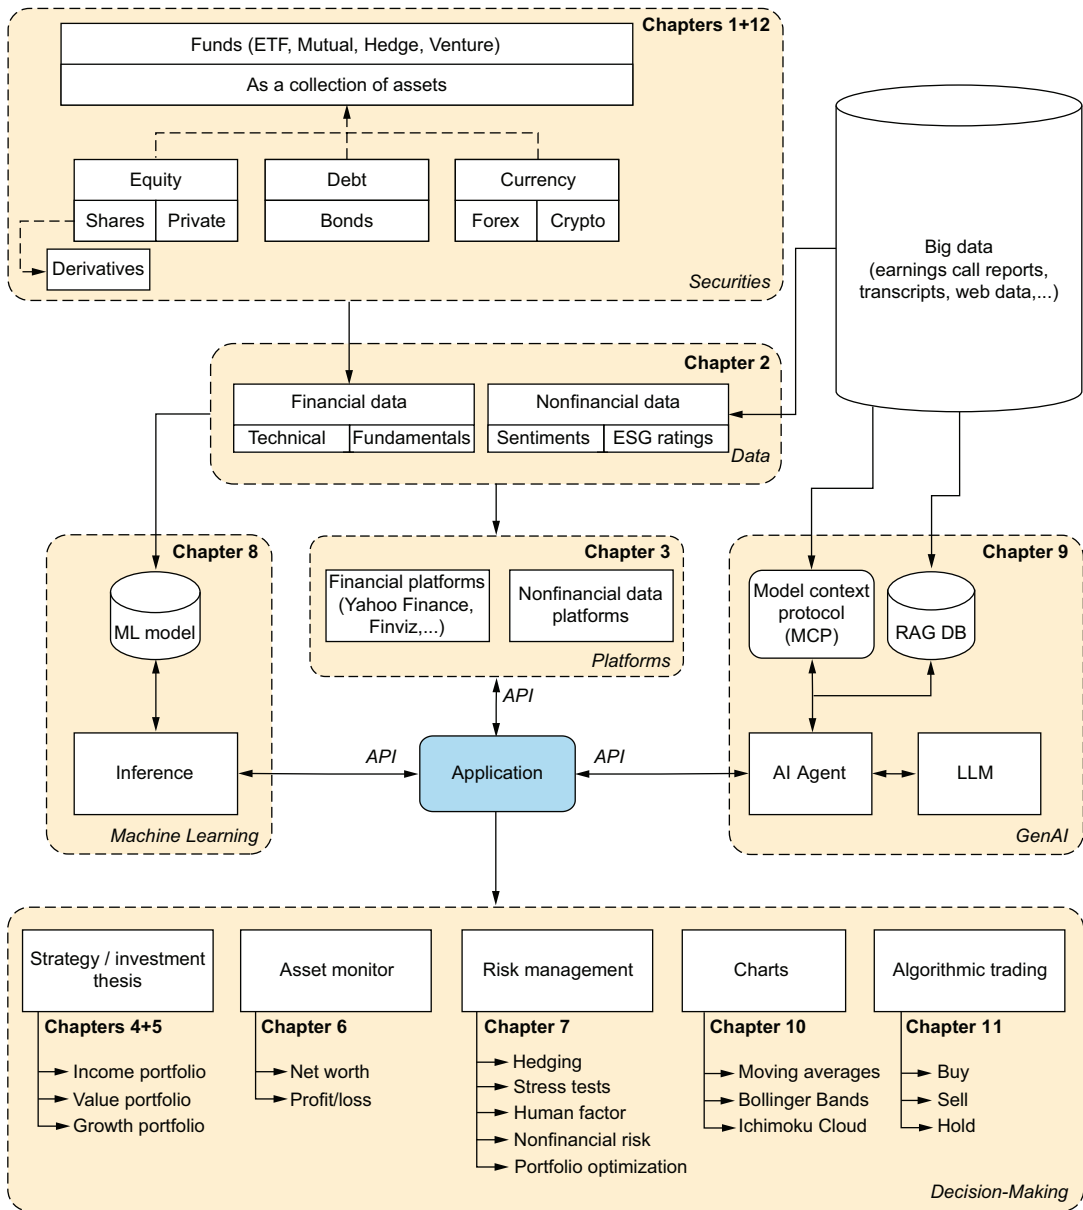 Chapters 1+12
Funds (ETF, Mutual, Hedge, Venture)
As a collection of assets
Equity
Shares
Private
Debt
Bonds
Currency
Forex
Crypto
Derivatives
Securities
Big data
(earnings call reports,
transcripts, web data,...)
Chapter 2
Financial data
Technical
Fundamentals
Nonfinancial data
Sentiments
ESG ratings
Data
Chapter 8
ML model
Inference
Machine Learning
Chapter 3
Financial platforms
(Yahoo Finance,
Finviz,...)
Nonfinancial data
platforms
Platforms
Chapter 9
Model context
protocol
(MCP)
RAG DB
AI Agent
LLM
GenAI
API
API
Application
API
Strategy / investment
thesis
Chapters 4+5
Income portfolio
Value portfolio
Growth portfolio
Asset monitor
Chapter 6
Net worth
Profit/loss
Risk management
Chapter 7
Hedging
Stress tests
Human factor
Nonfinancial risk
Portfolio optimization
Charts
Chapter 10
Moving averages
Bollinger Bands
Ichimoku Cloud
Algorithmic trading
Chapter 11
Buy
Sell
Hold
Decision-Making